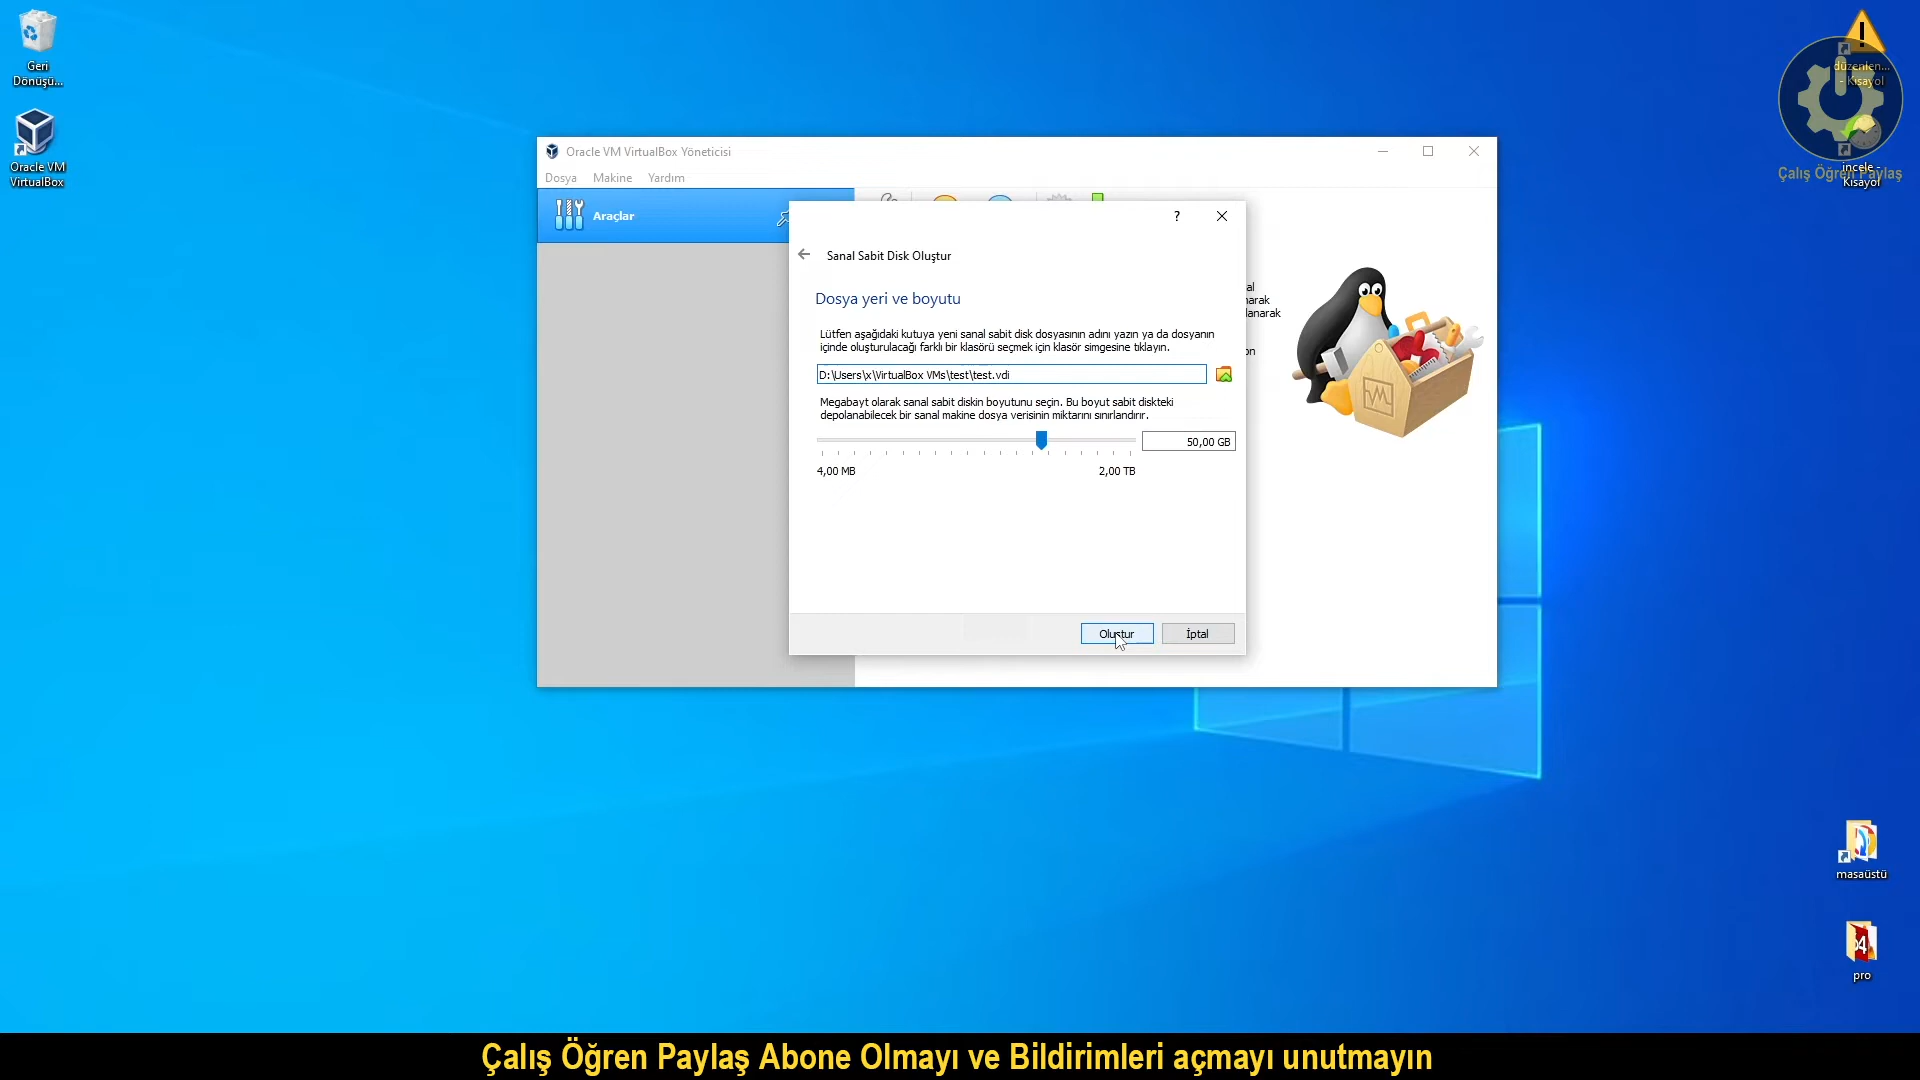 Geri
Dönüşü...
Oracle VM
VirtualBox
düzenlen...
- Kısayol
incele -
Kısayol
Çalış Öğren Paylaş
Oracle VM VirtualBox Yöneticisi
Dosya Makine Yardım
Araçlar
?
Sanal Sabit Disk Oluştur
Dosya yeri ve boyutu
Lütfen aşağıdaki kutuya yeni sanal sabit disk dosyasının adını yazın ya da dosyanın
içinde oluşturulacağı farklı bir klasörü seçmek için klasör simgesine tıklayın.
D:\Users\x\VirtualBox VMs\test\test.vdi
Megabayt olarak sanal sabit diskin boyutunu seçin. Bu boyut sabit diskteki
depolanabilecek bir sanal makine dosya verisinin miktarını sınırlandırır.
50,00 GB
4,00 MB
2,00 TB
Oluştur
İptal
masaüstü
pro
Çalış Öğren Paylaş Abone Olmayı ve Bildirimleri açmayı unutmayın